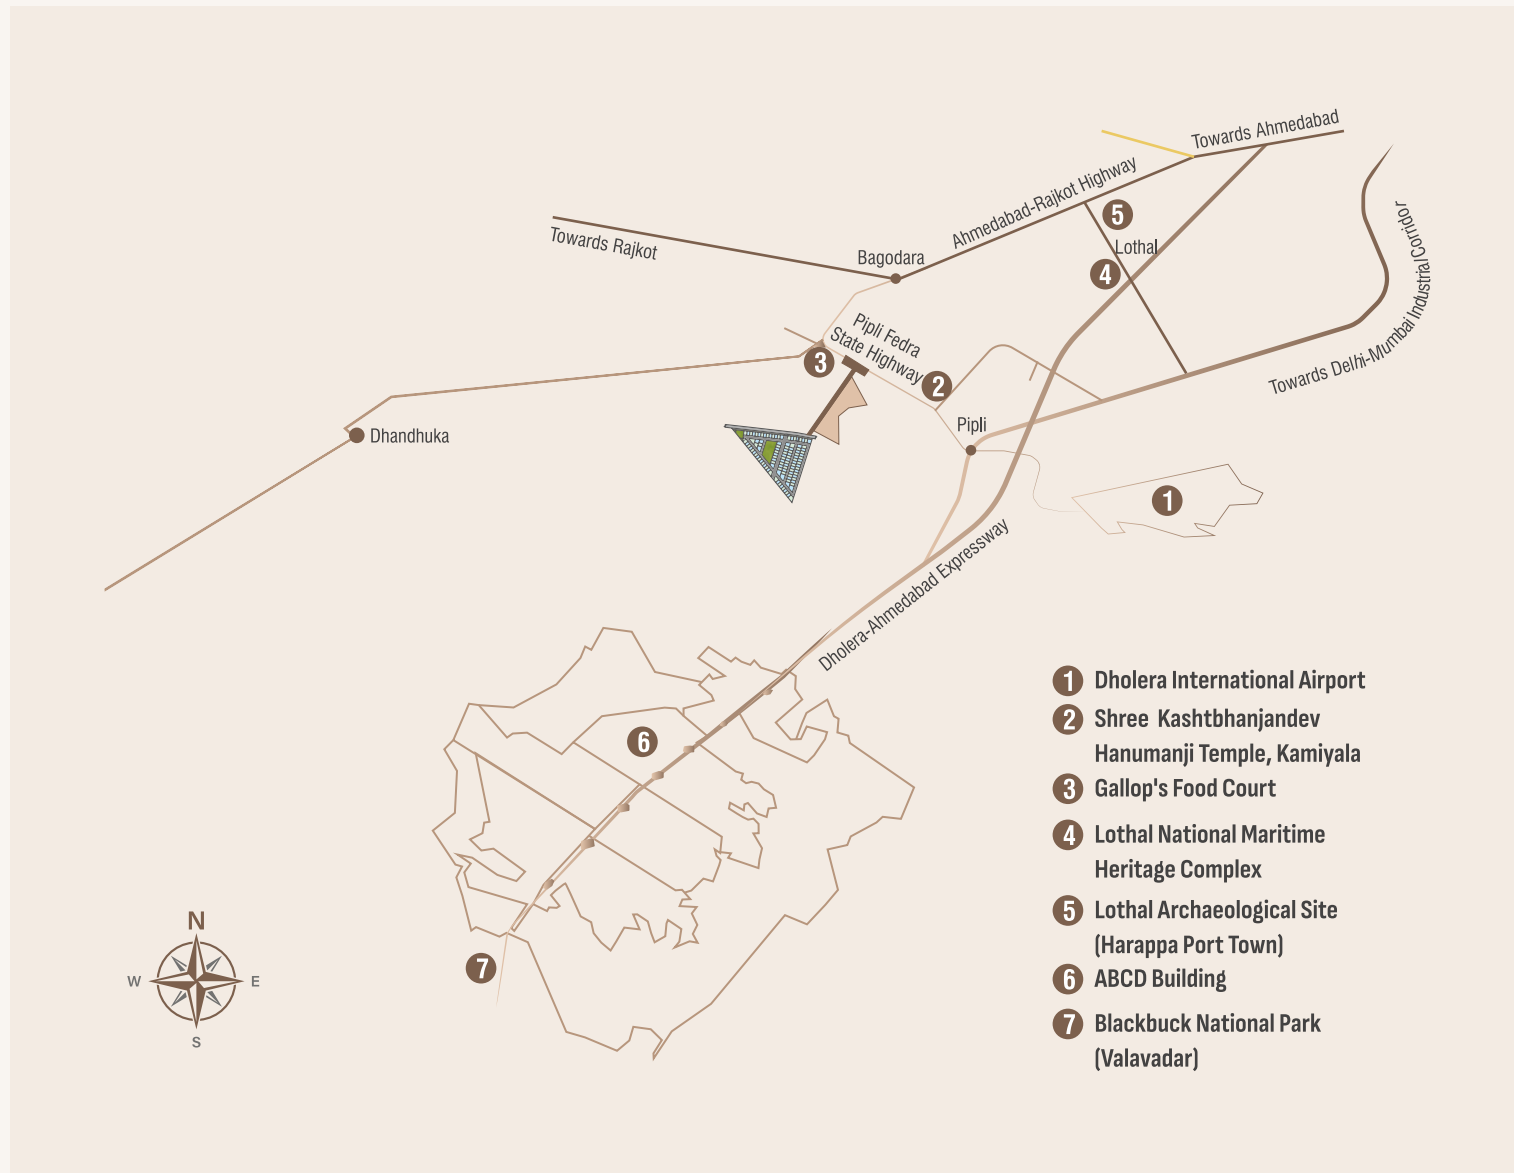 Towards Ahmedabad
Ahmedabad-Rajkot Highway
Towards Rajkot
Bagodara
5
Lothal
4
Towards Delhi-Mumbai Industrial Corridor
Pipli Fedra
State Highway
3
2
Pipli
Dhandhuka
1
Dholera-Ahmedabad Expressway
6
7
N
W
E
S
1 Dholera International Airport
2 Shree Kashtbhanjandev
Hanumanji Temple, Kamiyala
3 Gallop's Food Court
4 Lothal National Maritime
Heritage Complex
5 Lothal Archaeological Site
(Harappa Port Town)
6 ABCD Building
7 Blackbuck National Park
(Valavadar)